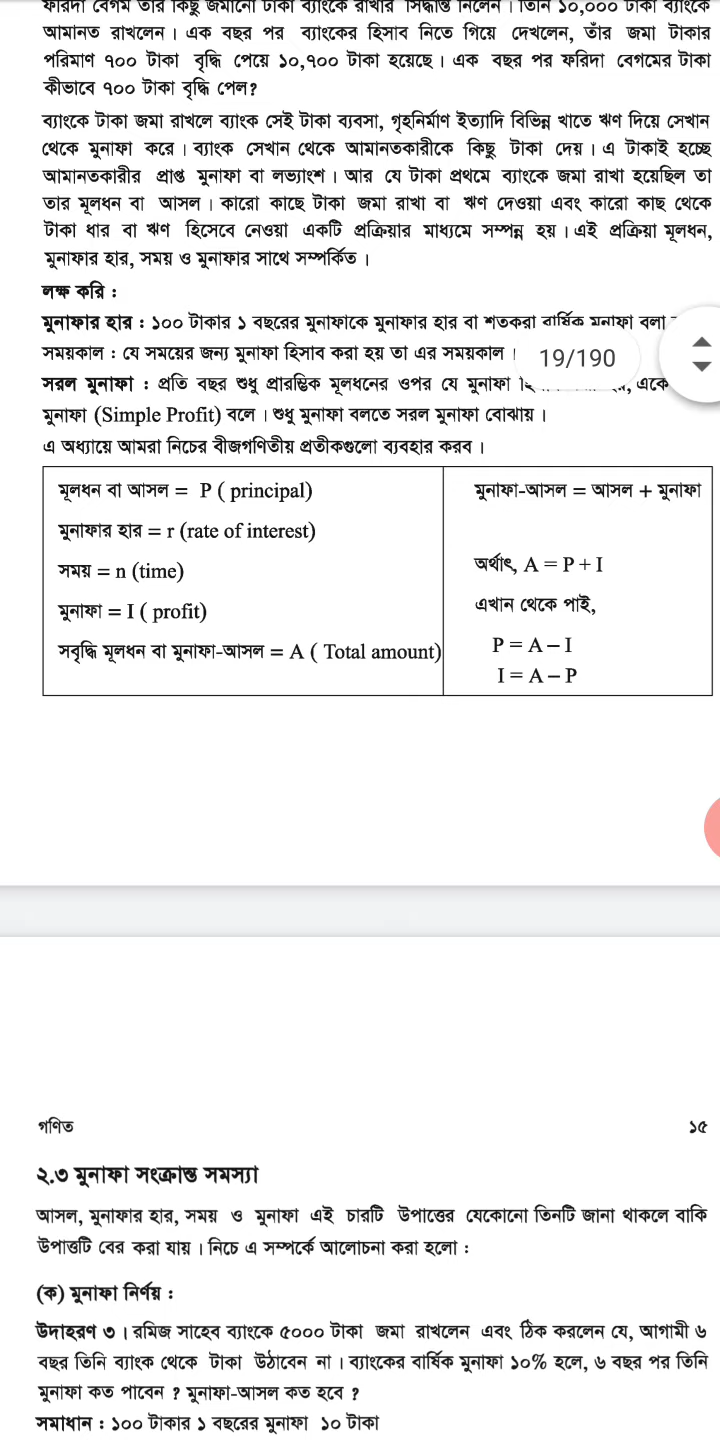 ফরিদা বেগম তার কিছু জমানো টাকা ব্যাংকে রাখার সিদ্ধান্ত নিলেন। তিনি ১০,০০০ টাকা ব্যাংকে
আমানত রাখলেন। এক বছর পর ব্যাংকের হিসাব নিতে গিয়ে দেখলেন, তাঁর জমা টাকার
পরিমাণ ৭০০ টাকা বৃদ্ধি পেয়ে ১০,৭০০ টাকা হয়েছে। এক বছর পর ফরিদা বেগমের টাকা
কীভাবে ৭০০ টাকা বৃদ্ধি পেল?
ব্যাংকে টাকা জমা রাখলে ব্যাংক সেই টাকা ব্যবসা, গৃহনির্মাণ ইত্যাদি বিভিন্ন খাতে ঋণ দিয়ে সেখান
থেকে মুনাফা করে। ব্যাংক সেখান থেকে আমানতকারীকে কিছু টাকা দেয়। এ টাকাই হচ্ছে
আমানতকারীর প্রাপ্ত মুনাফা বা লভ্যাংশ। আর যে টাকা প্রথমে ব্যাংকে জমা রাখা হয়েছিল তা
তার মূলধন বা আসল। কারো কাছে টাকা জমা রাখা বা ঋণ দেওয়া এবং কারো কাছ থেকে
টাকা ধার বা ঋণ হিসেবে নেওয়া একটি প্রক্রিয়ার মাধ্যমে সম্পন্ন হয়। এই প্রক্রিয়া মূলধন,
মুনাফার হার, সময় ও মুনাফার সাথে সম্পর্কিত।
লক্ষ করি :
মুনাফার হার : ১০০ টাকার ১ বছরের মুনাফাকে মুনাফার হার বা শতকরা বার্ষিক মুনাফা বলা
সময়কাল : যে সময়ের জন্য মুনাফা হিসাব করা হয় তা এর সময়কাল।
19/190
সরল মুনাফা : প্রতি বছর শুধু প্রারম্ভিক মূলধনের ওপর যে মুনাফা একে
মুনাফা (Simple Profit) বলে। শুধু মুনাফা বলতে সরল মুনাফা বোঝায়।
এ অধ্যায়ে আমরা নিচের বীজগণিতীয় প্রতীকগুলো ব্যবহার করব।
মূলধন বা আসল = P ( principal)
মুনাফার হার = r (rate of interest)
সময় = n (time)
মুনাফা = I ( profit)
সবৃদ্ধি মূলধন বা মুনাফা-আসল = A ( Total amount)
মুনাফা-আসল = আসল + মুনাফা
অর্থাৎ, A = P + I
এখান থেকে পাই,
P = A − I
I = A − P
গণিত
১৫
২.৩ মুনাফা সংক্রান্ত সমস্যা
আসল, মুনাফার হার, সময় ও মুনাফা এই চারটি উপাত্তের যেকোনো তিনটি জানা থাকলে বাকি
উপাত্তটি বের করা যায়। নিচে এ সম্পর্কে আলোচনা করা হলো :
(ক) মুনাফা নির্ণয় :
উদাহরণ ৩। রমিজ সাহেব ব্যাংকে ৫০০০ টাকা জমা রাখলেন এবং ঠিক করলেন যে, আগামী ৬
বছর তিনি ব্যাংক থেকে টাকা উঠাবেন না। ব্যাংকের বার্ষিক মুনাফা ১০% হলে, ৬ বছর পর তিনি
মুনাফা কত পাবেন ? মুনাফা-আসল কত হবে ?
সমাধান : ১০০ টাকার ১ বছরের মুনাফা ১০ টাকা